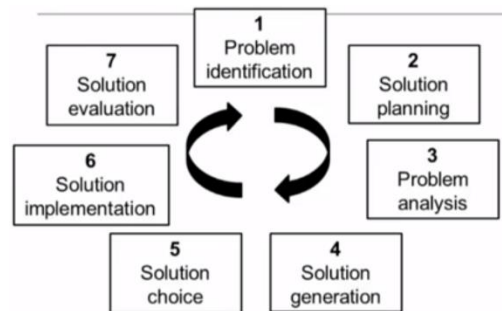 1
Problem
identification
2
Solution
planning
3
Problem
analysis
4
Solution
generation
5
Solution
choice
6
Solution
implementation
7
Solution
evaluation